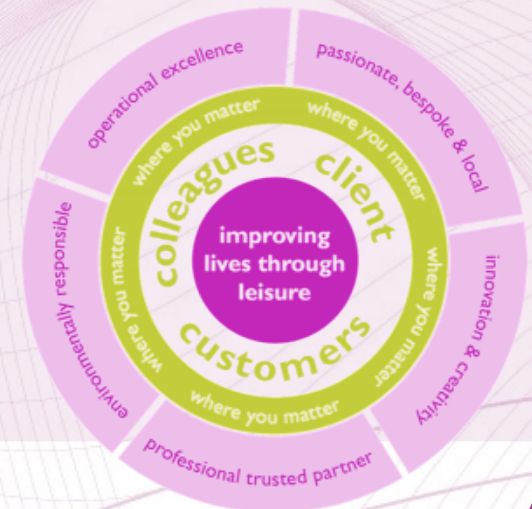 operational excellence
passionate, bespoke & local
innovation & creativity
professional trusted partner
environmentally responsible
where you matter
where you matter
where you matter
where you matter
where you matter
colleagues
client
customers
improving
lives through
leisure